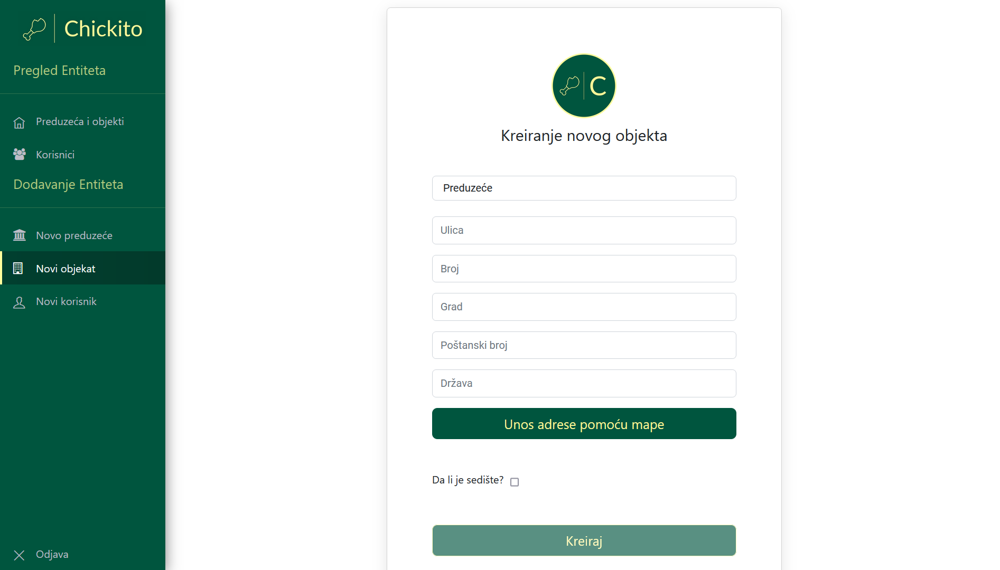 Chickito
Pregled Entiteta
Preduzeća i objekti
Korisnici
Dodavanje Entiteta
Novo preduzeće
Novi objekat
Novi korisnik
Odjava
C
Kreiranje novog objekta
Preduzeće
Ulica
Broj
Grad
Poštanski broj
Država
Unos adrese pomoću mape
Da li je sedište?
Kreiraj